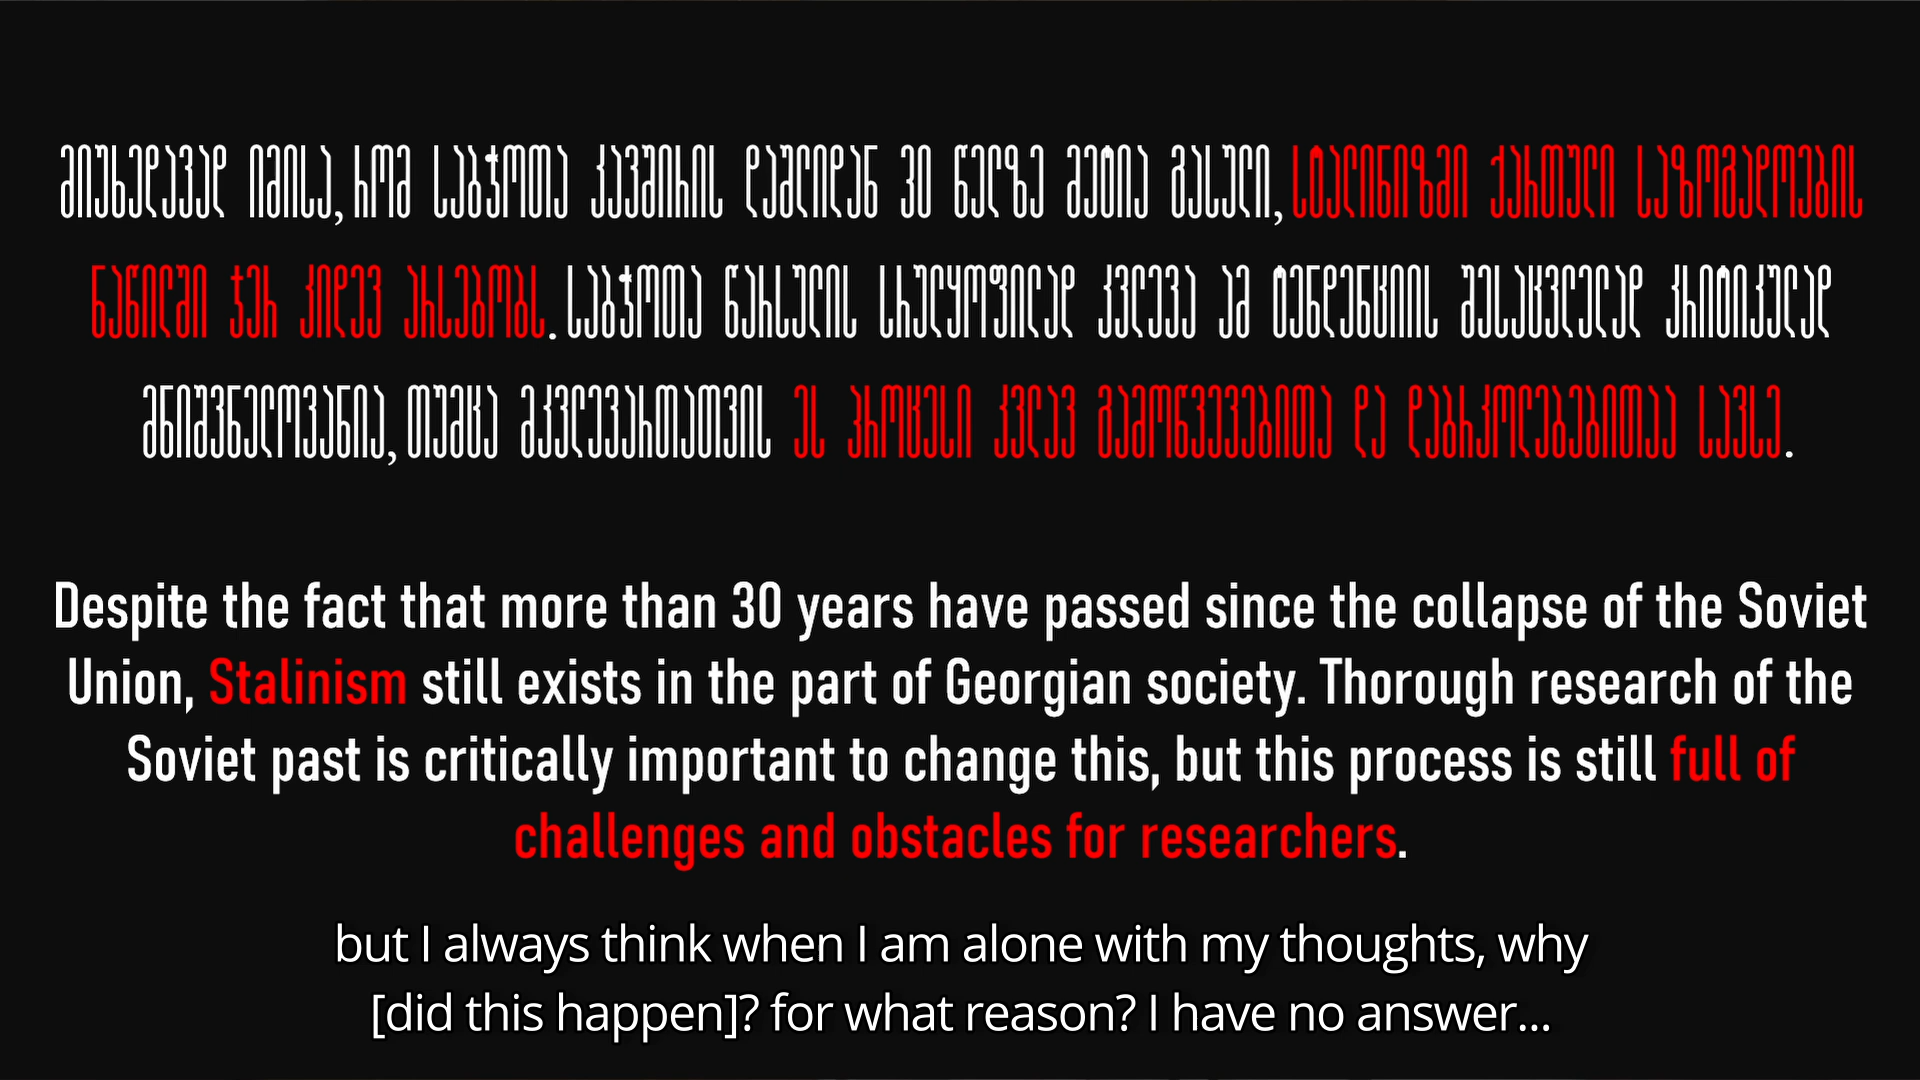 მიუხედავად იმისა, რომ საბჭოთა კავშირის დაშლიდან 30 წელზე მეტია გასული, სტალინიზმი ქართული საზოგადოების
ნაწილში ჯერ კიდევ არსებობს. საბჭოთა წარსულის სრულყოფილად კვლევა ამ ტენდენციის შესაცვლელად კრიტიკულად
მნიშვნელოვანია, თუმცა მკვლევართათვის ეს პროცესი კვლავ გამოწვევებითა და დაბრკოლებებითაა სავსე.
Despite the fact that more than 30 years have passed since the collapse of the Soviet
Union, Stalinism still exists in the part of Georgian society. Thorough research of the
Soviet past is critically important to change this, but this process is still full of
challenges and obstacles for researchers.
but I always think when I am alone with my thoughts, why
[did this happen]? for what reason? I have no answer...